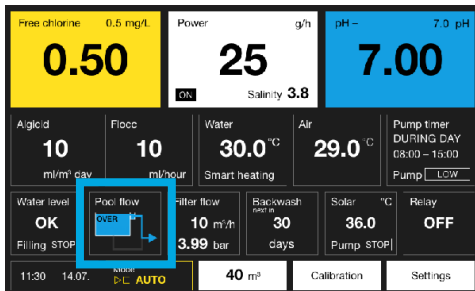 Free chlorine 0.5 mg/L
0.50
Power g/h
25
ON Salinity 3.8
pH – 7.0 pH
7.00
Algicid
10
ml/m³ day
Flocc
10
ml/hour
Water
30.0 °C
Smart heating
Air
29.0 °C
Pump timer
DURING DAY
08:00 – 15:00
Pump LOW
Water level
OK
Filling STOP
Pool flow
OVER
Filter flow
10 m³/h
3.99 bar
Backwash
next in
30
days
Solar °C
36.0
Pump STOP
Relay
OFF
11:30 14.07.
Mode
AUTO
40 m³
Calibration
Settings